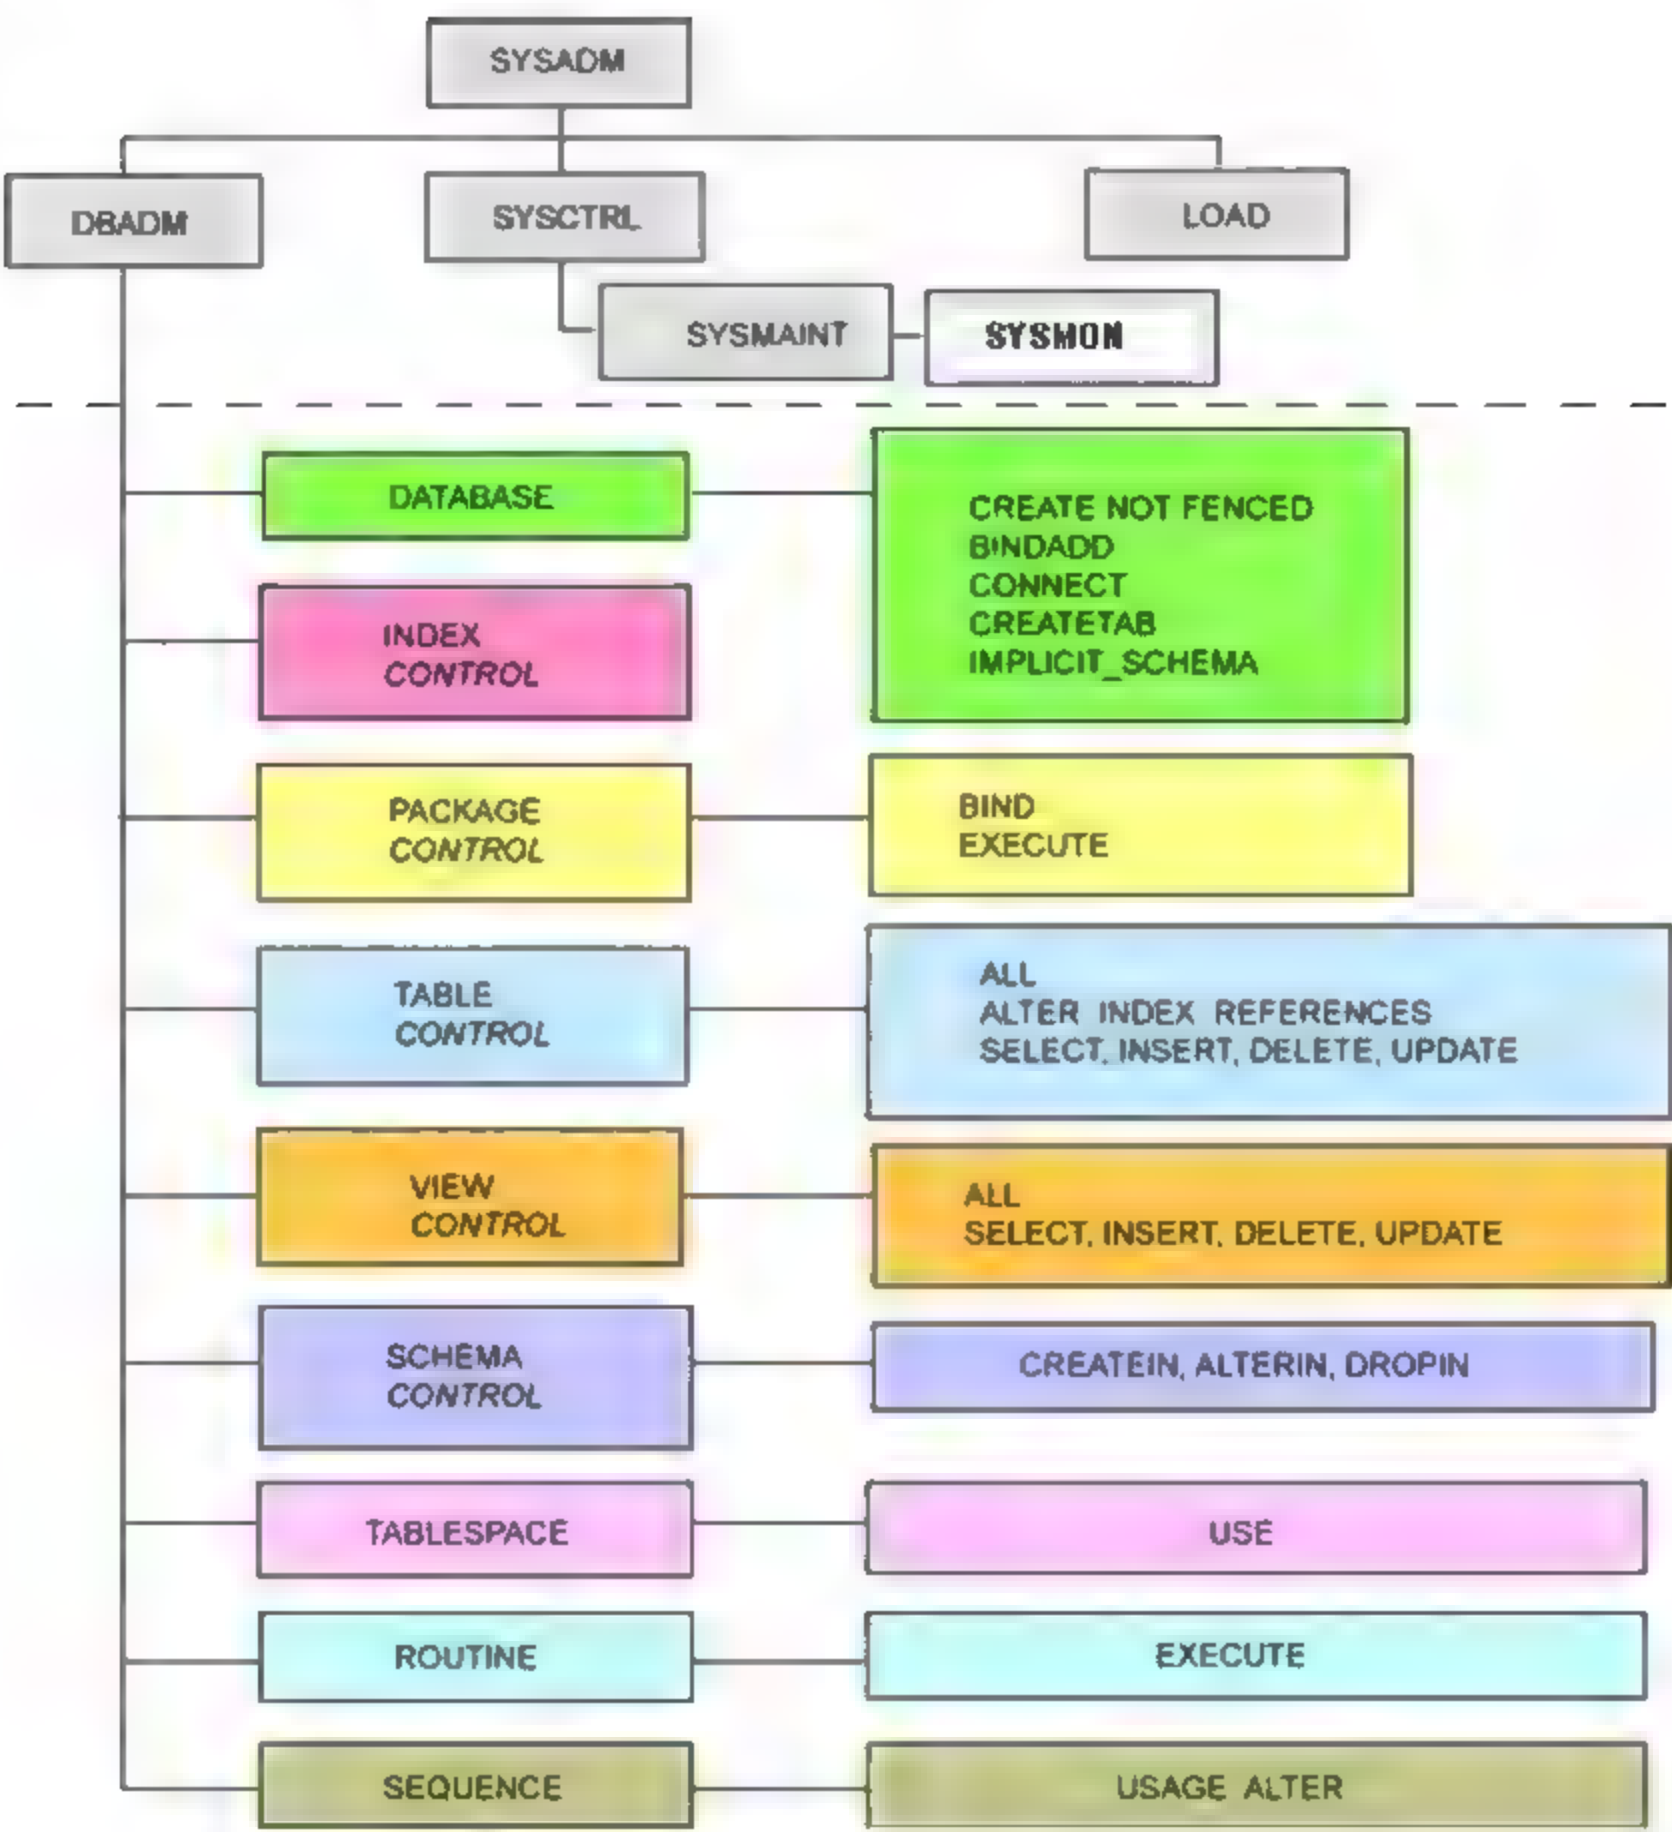 SYSADM
DBADM
SYSCTRL
LOAD
SYSMAINT
SYSMON
DATABASE
CREATE NOT FENCED
BINDADD
CONNECT
CREATETAB
IMPLICIT_SCHEMA
INDEX
CONTROL
PACKAGE
CONTROL
BIND
EXECUTE
TABLE
CONTROL
ALL
ALTER INDEX REFERENCES
SELECT, INSERT, DELETE, UPDATE
VIEW
CONTROL
ALL
SELECT, INSERT, DELETE, UPDATE
SCHEMA
CONTROL
CREATEIN, ALTERIN, DROPIN
TABLESPACE
USE
ROUTINE
EXECUTE
SEQUENCE
USAGE ALTER